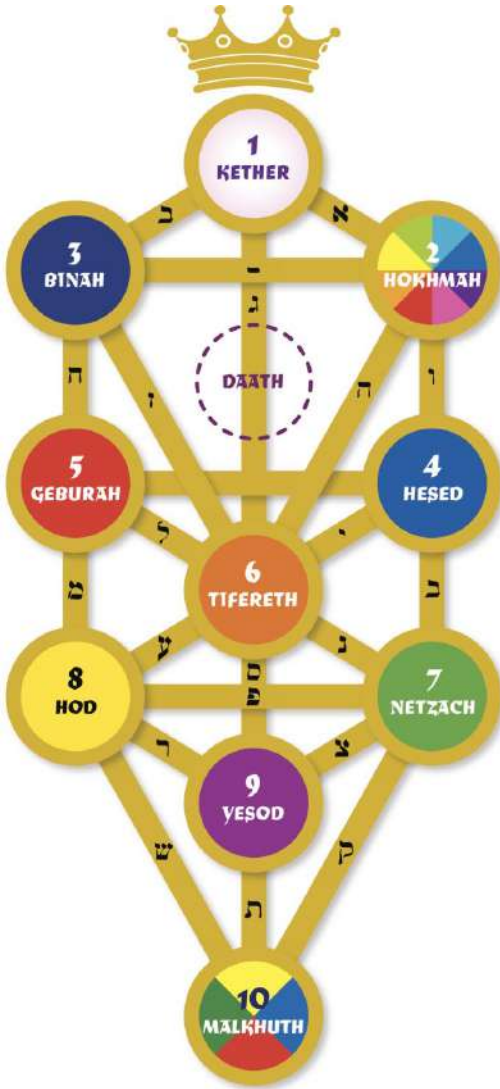 1
KETHER
א
3
BINAH
2
HOKHMAH
ג
ח
ז
DAATH
ה
ו
5
GEBURAH
4
HESED
ל
י
6
TIFERETH
מ
ס
פ
8
HOD
7
NETZACH
ר
צ
9
YESOD
ש
ק
ת
10
MALKHUTH